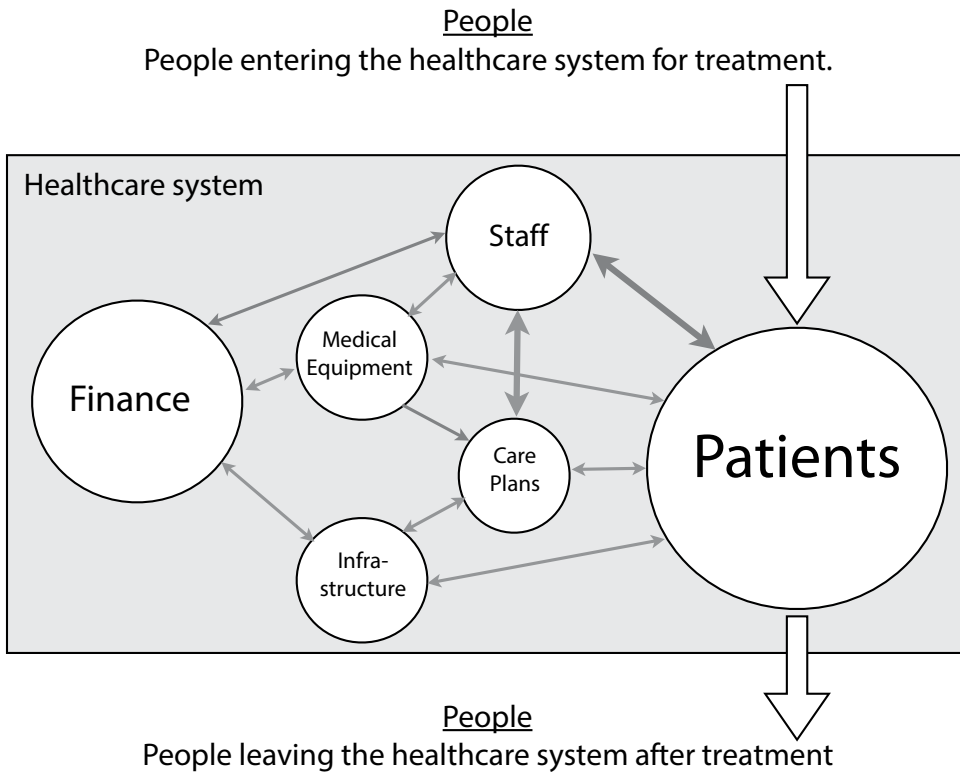 People
People entering the healthcare system for treatment.
Healthcare system
Staff
Medical
Equipment
Finance
Care
Plans
Patients
Infra-
structure
People
People leaving the healthcare system after treatment